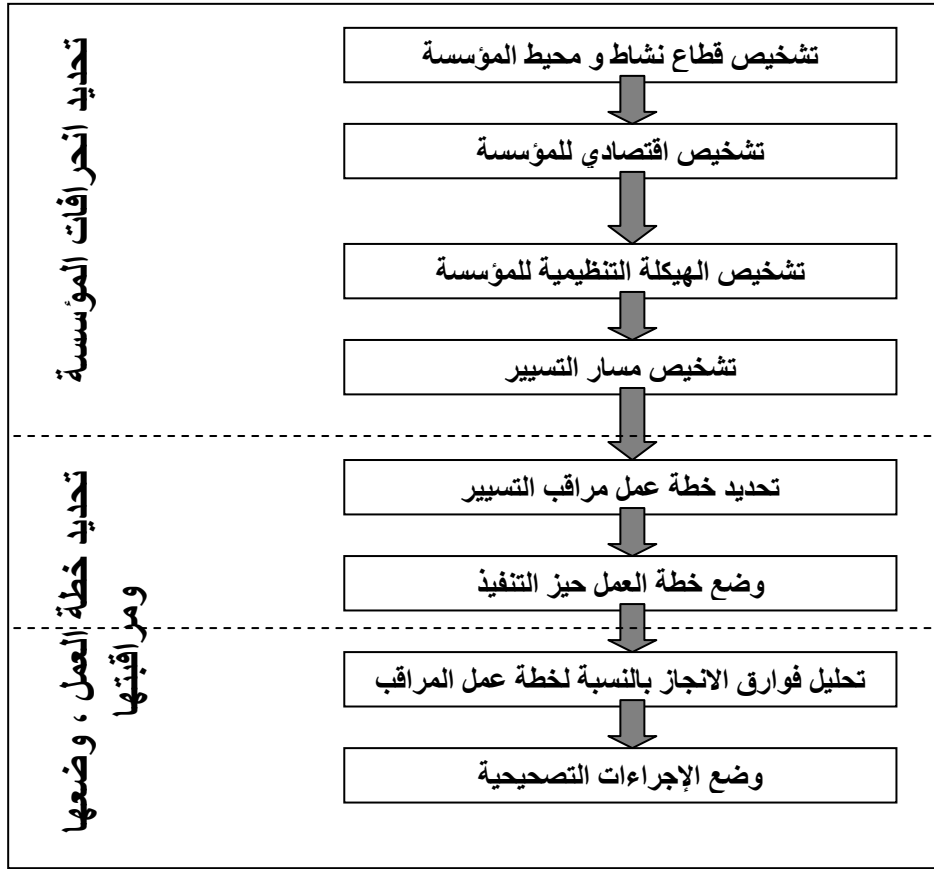 تشخيص قطاع نشاط و محيط المؤسسة
تشخيص اقتصادي للمؤسسة
تشخيص الهيكلة التنظيمية للمؤسسة
تشخيص مسار التسيير
تحديد انحرافات المؤسسة
تحديد خطة عمل مراقب التسيير
وضع خطة العمل حيز التنفيذ
تحليل فوارق الانجاز بالنسبة لخطة عمل المراقب
وضع الإجراءات التصحيحية
تحديد خطة العمل ، وضعها
ومراقبتها